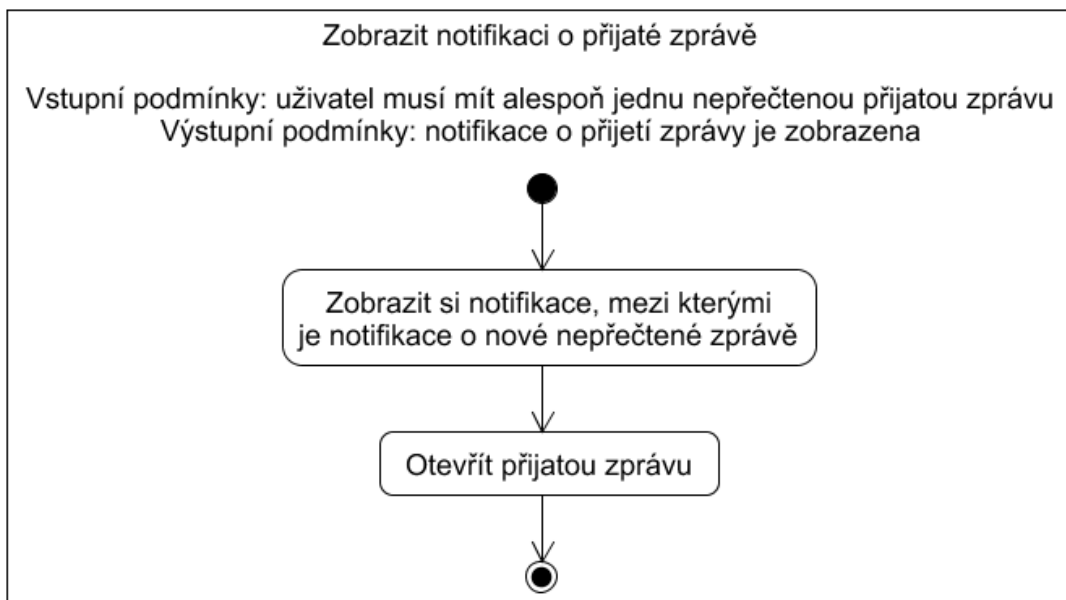 Zobrazit notifikaci o přijaté zprávě
Vstupní podmínky: uživatel musí mít alespoň jednu nepřečtenou přijatou zprávu
Výstupní podmínky: notifikace o přijetí zprávy je zobrazena
Zobrazit si notifikace, mezi kterými
je notifikace o nové nepřečtené zprávě
Otevřít přijatou zprávu